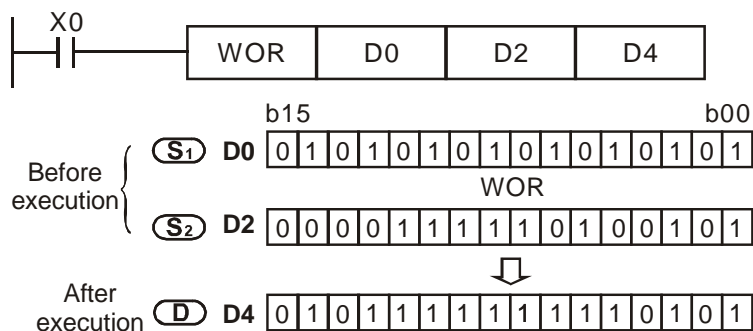 X0
WOR D0 D2 D4
b15 b00
Before execution
S1 D0 0 1 0 1 0 1 0 1 0 1 0 1 0 1 0 1
WOR
S2 D2 0 0 0 0 1 1 1 1 1 0 1 0 0 1 0 1
After execution
D D4 0 1 0 1 1 1 1 1 1 1 1 1 0 1 0 1